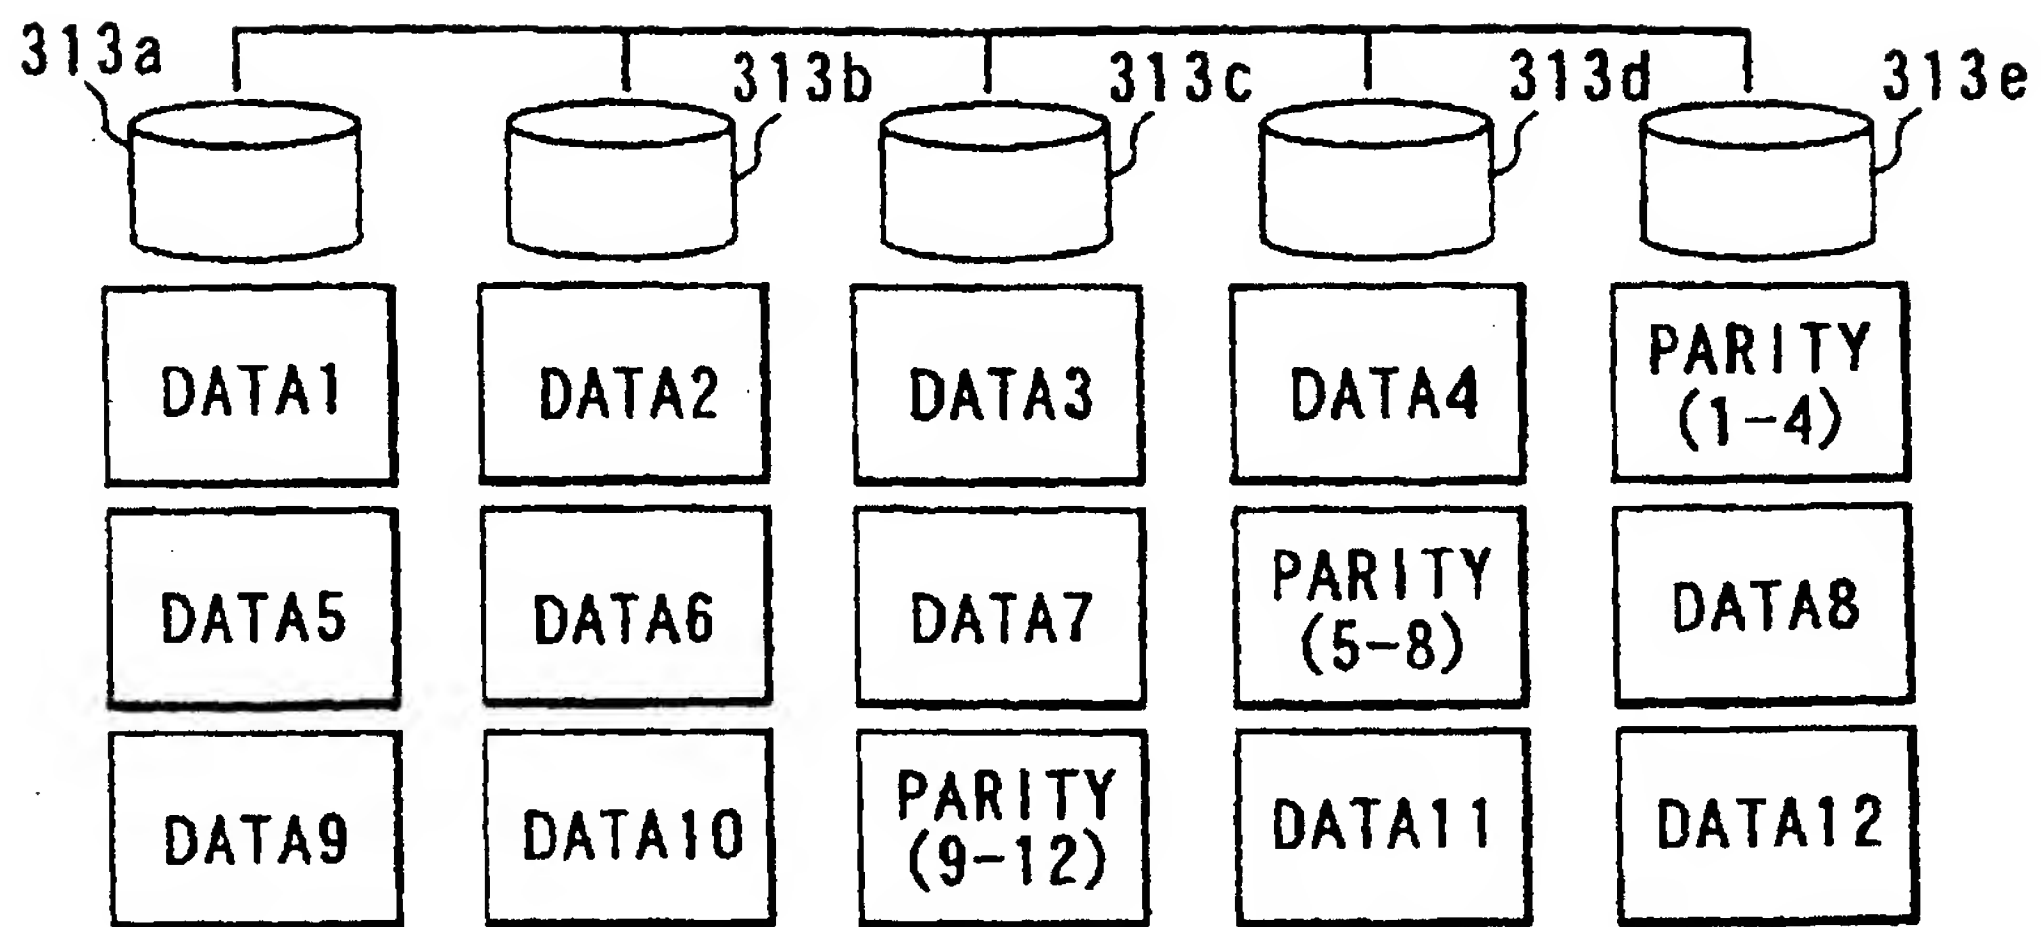 313a
313b
313c
313d
313e
DATA1
DATA2
DATA3
DATA4
PARITY
(1-4)
DATA5
DATA6
DATA7
PARITY
(5-8)
DATA8
DATA9
DATA10
PARITY
(9-12)
DATA11
DATA12